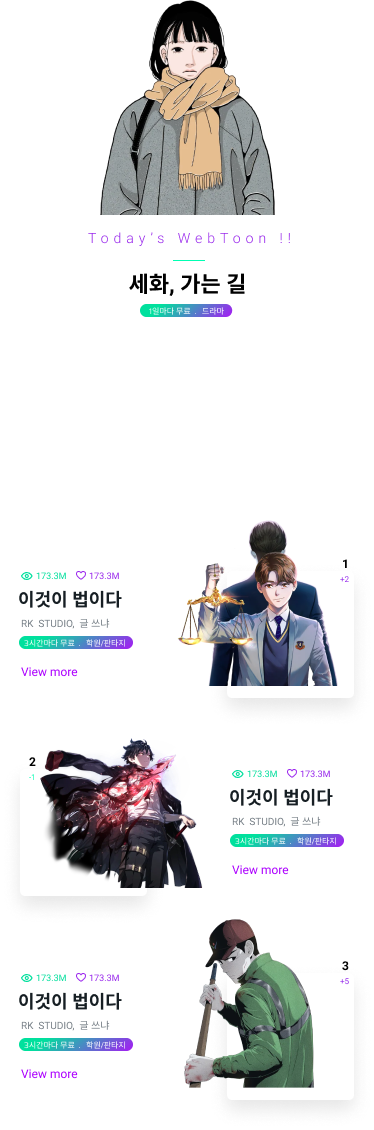 Today's WebToon !!
세화, 가는 길
1일마다 무료 . 드라마
1
+2
173.3M 173.3M
이것이 법이다
RK STUDIO, 글 쓰냐
3시간마다 무료 . 학원/판타지
View more
2
-1
173.3M 173.3M
이것이 법이다
RK STUDIO, 글 쓰냐
3시간마다 무료 . 학원/판타지
View more
3
+5
173.3M 173.3M
이것이 법이다
RK STUDIO, 글 쓰냐
3시간마다 무료 . 학원/판타지
View more